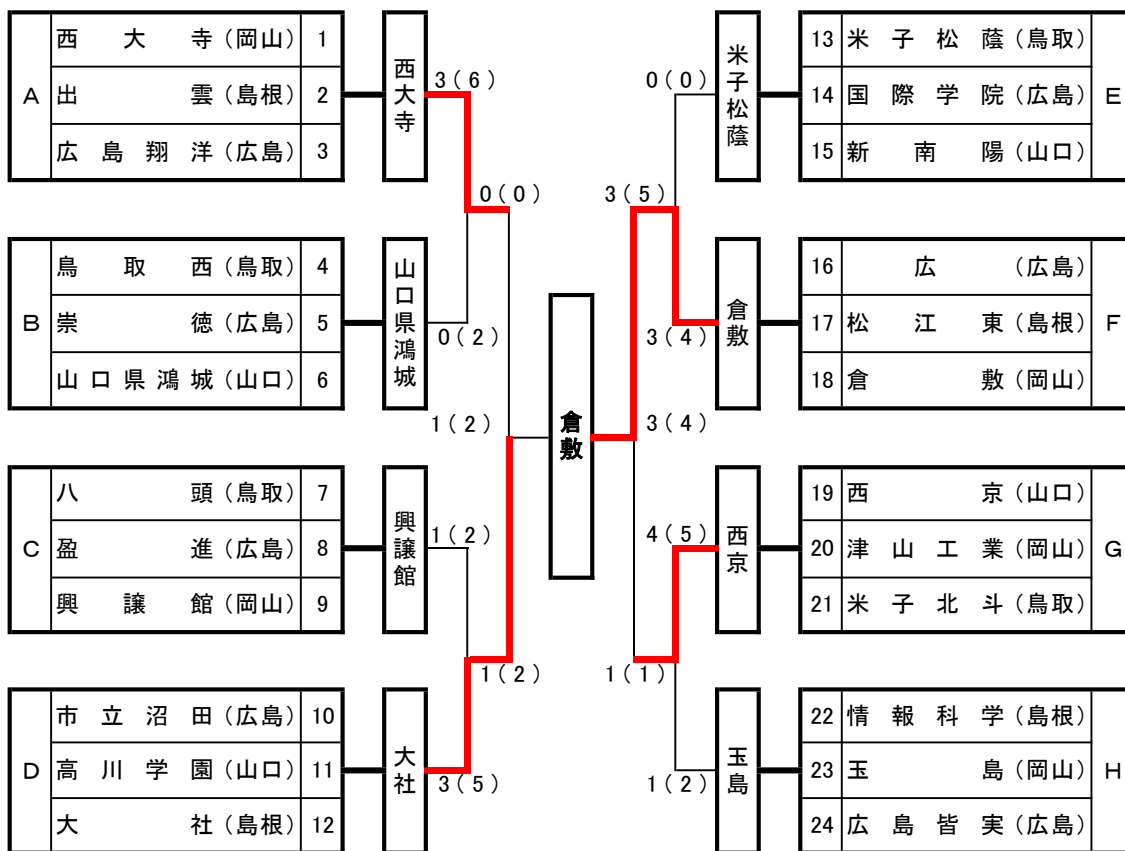 A
西大寺(岡山) 1
出雲(島根) 2
広島翔洋(広島) 3
西大寺
3(6)
0(0)
B
鳥取西(鳥取) 4
崇徳(広島) 5
山口県鴻城(山口) 6
山口県鴻城
0(2)
1(2)
C
八頭(鳥取) 7
盈進(広島) 8
興譲館(岡山) 9
興譲館
1(2)
1(2)
D
市立沼田(広島) 10
高川学園(山口) 11
大社(島根) 12
大社
3(5)
倉敷
米子松蔭
0(0)
3(5)
13 米子松蔭(鳥取)
14 国際学院(広島)
15 新南陽(山口)
E
倉敷
3(4)
3(4)
16 広(広島)
17 松江東(島根)
18 倉敷(岡山)
F
西京
4(5)
1(1)
19 西京(山口)
20 津山工業(岡山)
21 米子北斗(鳥取)
G
玉島
1(2)
22 情報科学(島根)
23 玉島(岡山)
24 広島皆実(広島)
H